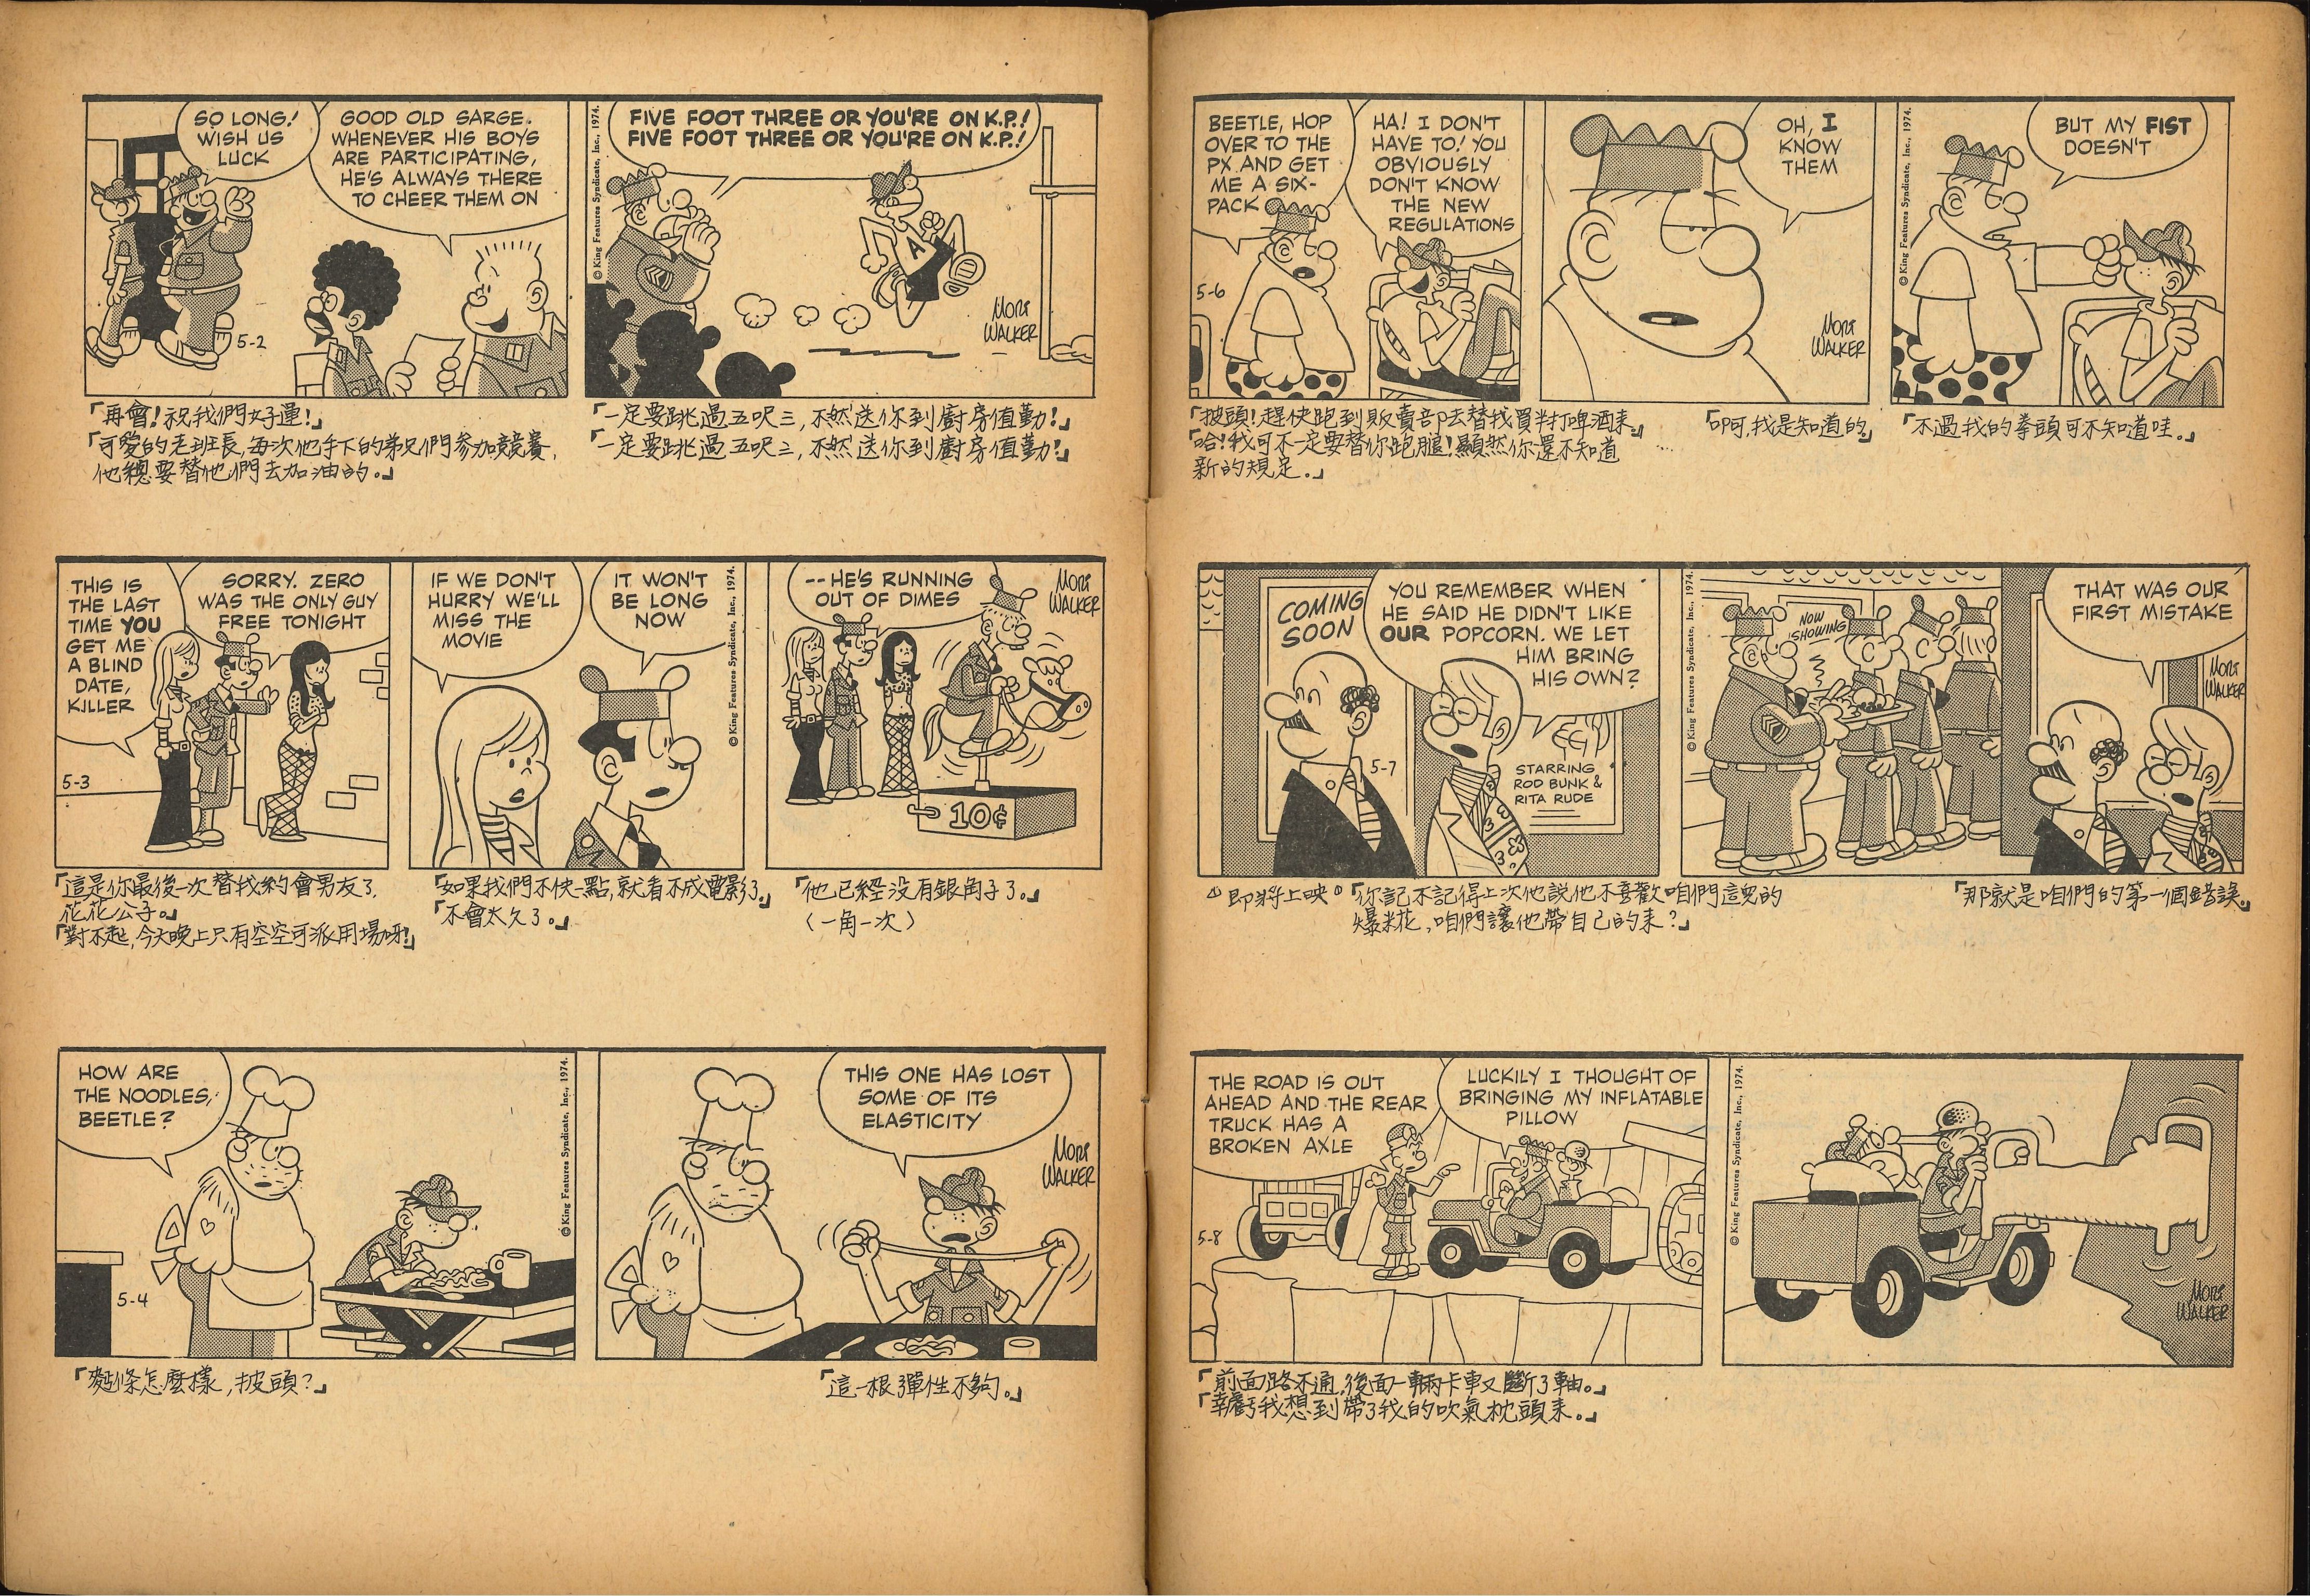 SO LONG!
WISH US
LUCK
GOOD OLD SARGE.
WHENEVER HIS BOYS
ARE PARTICIPATING,
HE'S ALWAYS THERE
TO CHEER THEM ON
5-2
© King Features Syndicate, Inc., 1974.
FIVE FOOT THREE OR YOU'RE ON K.P.!
FIVE FOOT THREE OR YOU'RE ON K.P.!
A
MORT
WALKER
「再會!祝我們好運!」
「可愛的老班長,每次他手下的弟兄們參加競賽,
他總要替他們去加油的。」
「一定要跳過五呎三,不然送你到廚房值勤!」
「一定要跳過五呎三,不然送你到廚房值勤!」
THIS IS
THE LAST
TIME YOU
GET ME
A BLIND
DATE,
KILLER
SORRY. ZERO
WAS THE ONLY GUY
FREE TONIGHT
5-3
IF WE DON'T
HURRY WE'LL
MISS THE
MOVIE
IT WON'T
BE LONG
NOW
© King Features Syndicate, Inc., 1974.
--HE'S RUNNING
OUT OF DIMES
MORT
WALKER
10¢
「這是你最後一次替我約會男友了,
花花公子。」
「對不起,今天晚上只有空空可派用場呀!」
「如果我們不快一點,就看不成電影了。」
「不會太久了。」
「他已經沒有銀角子了。」
(一角一次)
HOW ARE
THE NOODLES,
BEETLE?
5-4
© King Features Syndicate, Inc., 1974.
THIS ONE HAS LOST
SOME OF ITS
ELASTICITY
MORT
WALKER
「麵條怎麼樣,披頭?」
「這一根彈性不夠。」
BEETLE, HOP
OVER TO THE
PX AND GET
ME A SIX-
PACK
HA! I DON'T
HAVE TO! YOU
OBVIOUSLY
DON'T KNOW
THE NEW
REGULATIONS
5-6
OH, I
KNOW
THEM
MORT
WALKER
© King Features Syndicate, Inc., 1974.
BUT MY FIST
DOESN'T
「披頭!趕快跑到販賣部去替我買半打啤酒來。」
「哈!我可不一定要替你跑腿!顯然你還不知道
新的規定。」
「呵,我是知道的」
「不過我的拳頭可不知道哇。」
COMING
SOON
YOU REMEMBER WHEN
HE SAID HE DIDN'T LIKE
OUR POPCORN. WE LET
HIM BRING
HIS OWN?
5-7
STARRING
ROD BUNK &
RITA RUDE
© King Features Syndicate, Inc., 1974.
NOW
SHOWING
THAT WAS OUR
FIRST MISTAKE
MORT
WALKER
△即將上映。「你記不記得上次他説他不喜歡咱們這兒的
爆米花,咱們讓他帶自己的來?」
「那就是咱們的第一個錯誤。」
THE ROAD IS OUT
AHEAD AND THE REAR
TRUCK HAS A
BROKEN AXLE
LUCKILY I THOUGHT OF
BRINGING MY INFLATABLE
PILLOW
5-8
© King Features Syndicate, Inc., 1974.
MORT
WALKER
「前面路不通,後面一輛卡車又斷了軸。」
「幸虧我想到帶了我的吹氣枕頭來。」